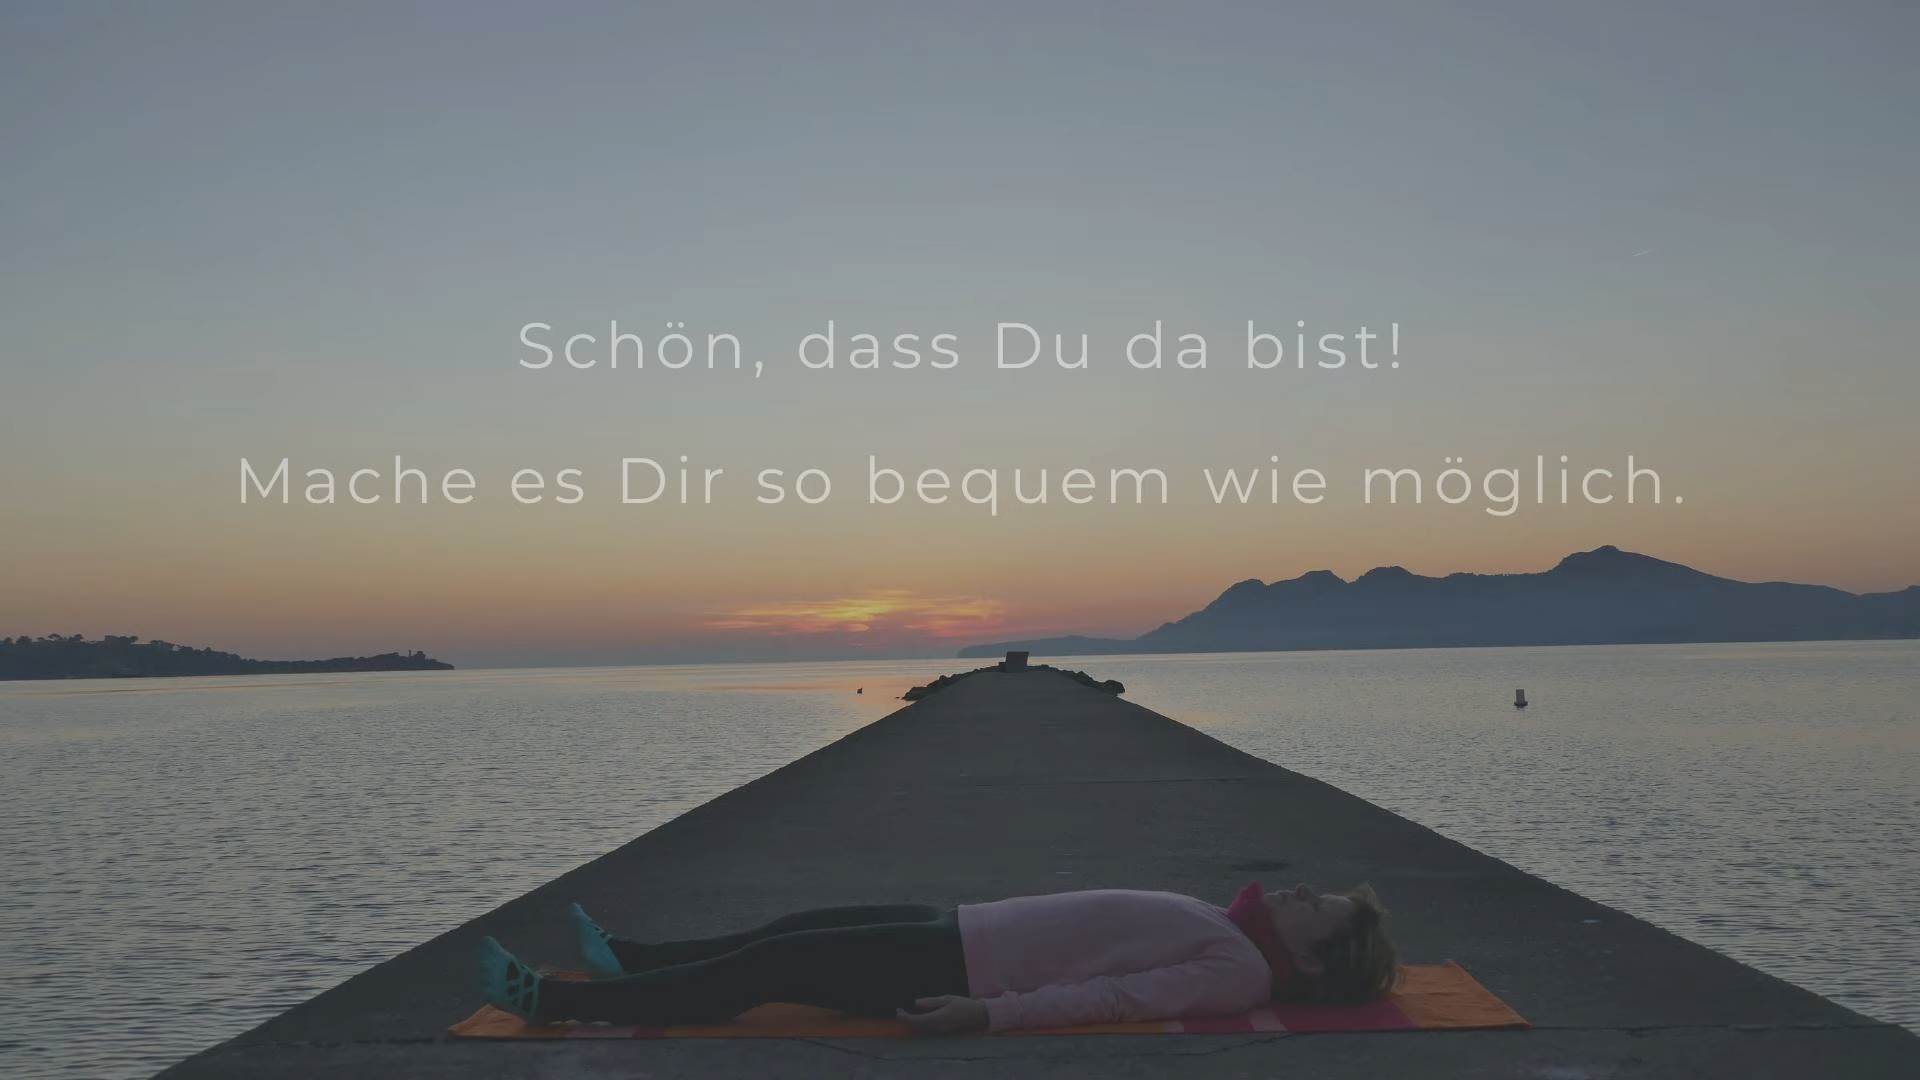 Schön, dass Du da bist!
Mache es Dir so bequem wie möglich.